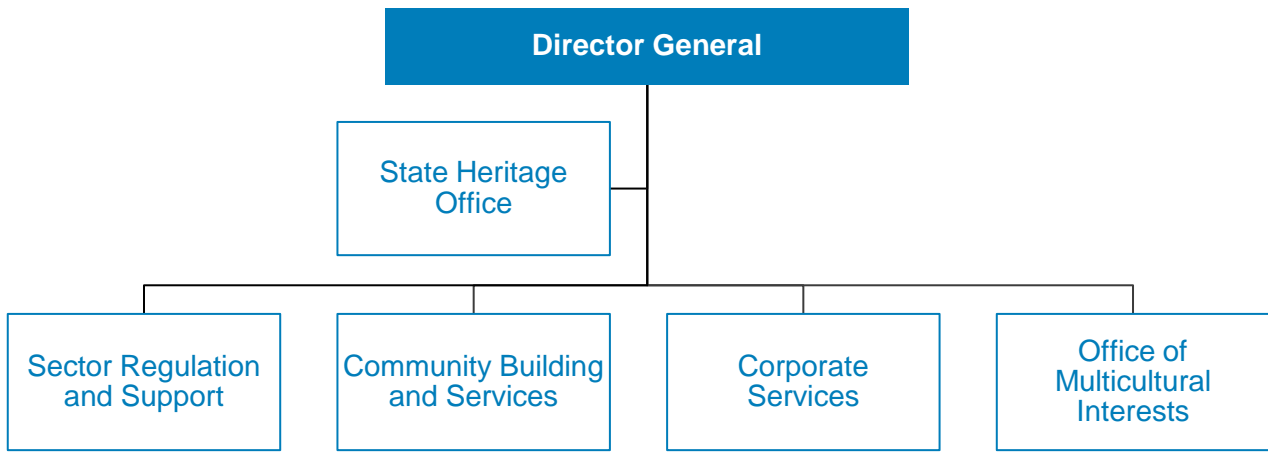 Director General
State Heritage
Office
Sector Regulation
and Support
Community Building
and Services
Corporate
Services
Office of
Multicultural
Interests